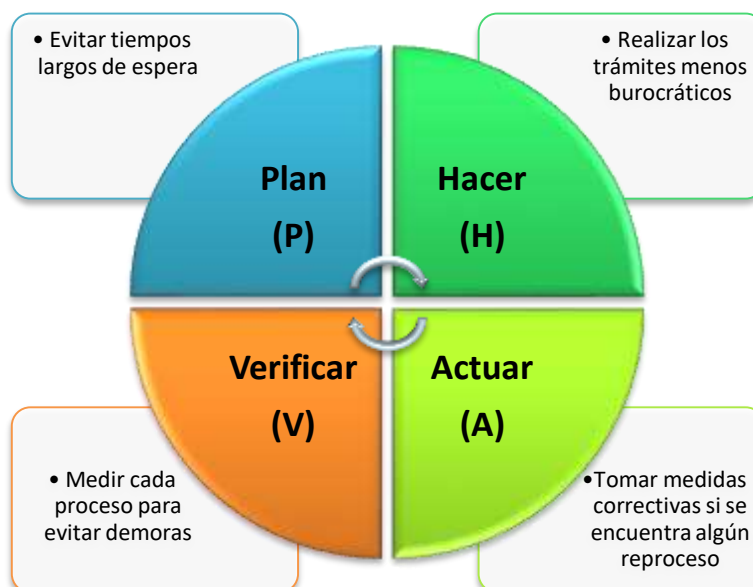 • Evitar tiempos
largos de espera
• Realizar los
trámites menos
burocráticos
Plan
(P)
Hacer
(H)
Verificar
(V)
Actuar
(A)
• Medir cada
proceso para
evitar demoras
•Tomar medidas
correctivas si se
encuentra algún
reproceso